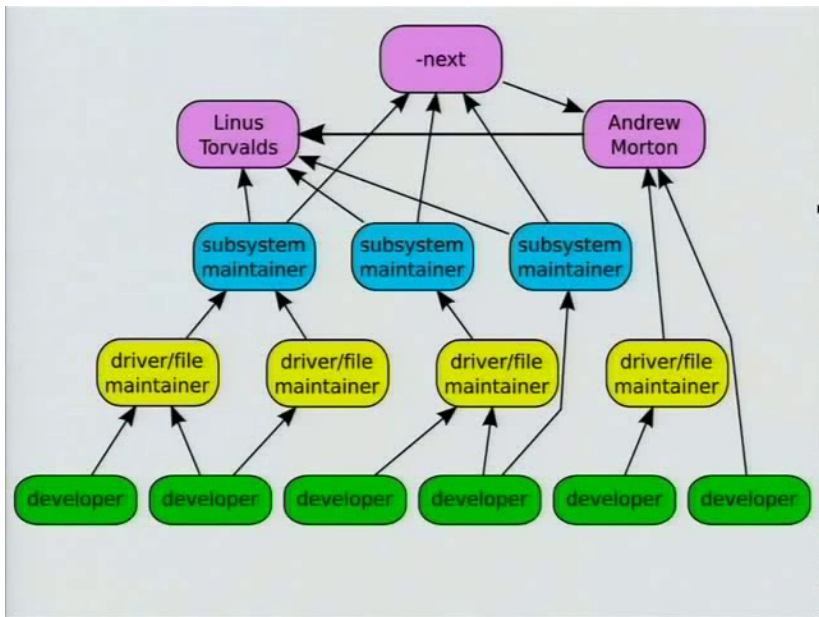 -next
Linus
Torvalds
Andrew
Morton
subsystem
maintainer
subsystem
maintainer
subsystem
maintainer
driver/file
maintainer
driver/file
maintainer
driver/file
maintainer
driver/file
maintainer
developer
developer
developer
developer
developer
developer